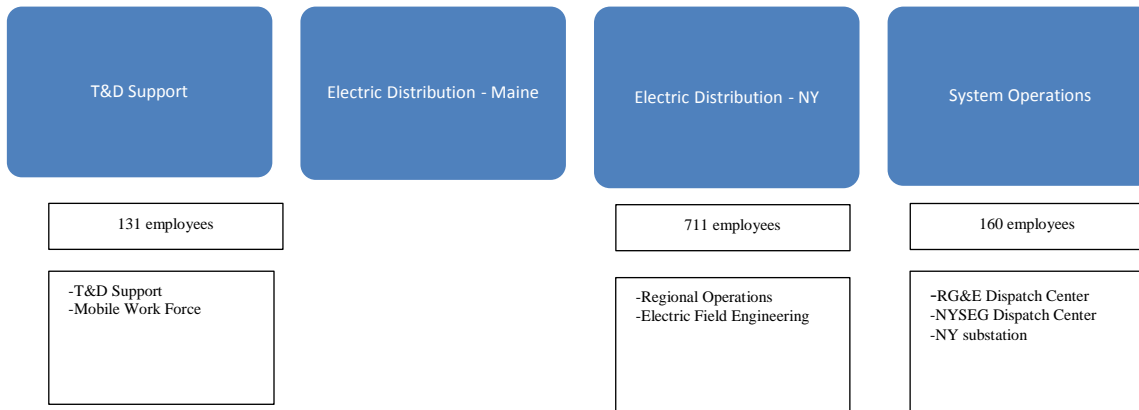 T&D Support
Electric Distribution - Maine
Electric Distribution - NY
System Operations
131 employees
711 employees
160 employees
-T&D Support
-Mobile Work Force
-Regional Operations
-Electric Field Engineering
-RG&E Dispatch Center
-NYSEG Dispatch Center
-NY substation